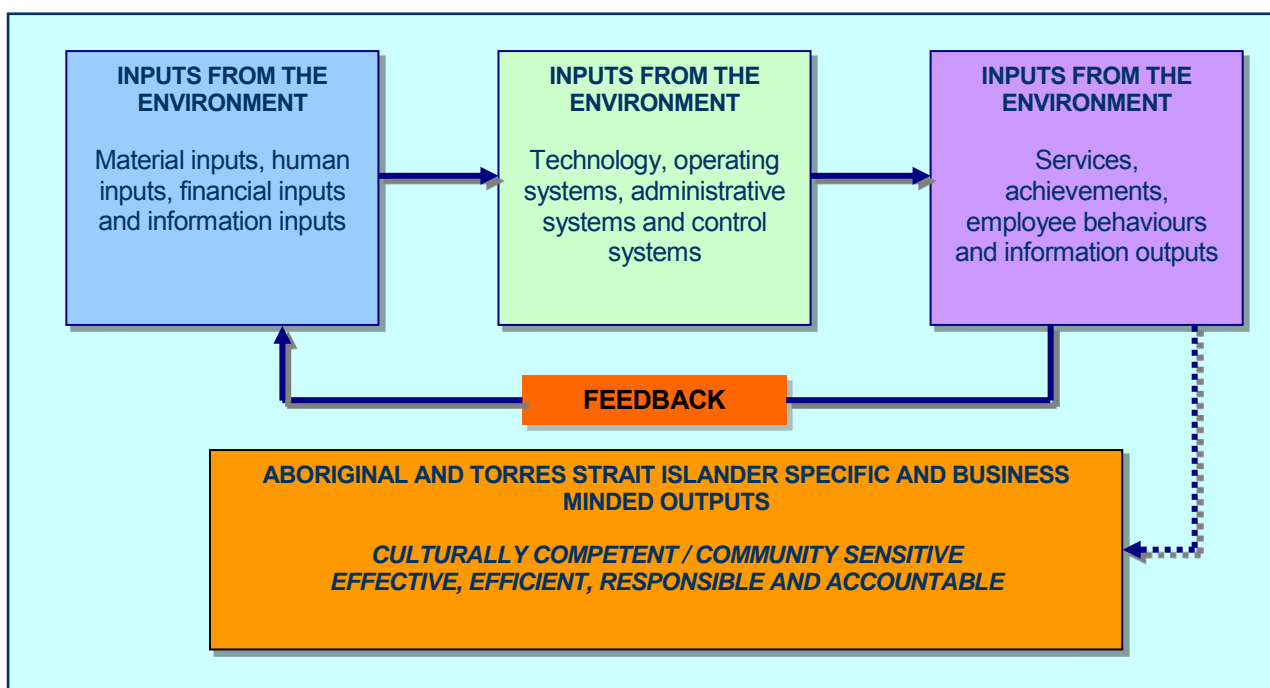 INPUTS FROM THE
ENVIRONMENT
Material inputs, human
inputs, financial inputs
and information inputs
INPUTS FROM THE
ENVIRONMENT
Technology, operating
systems, administrative
systems and control
systems
INPUTS FROM THE
ENVIRONMENT
Services,
achievements,
employee behaviours
and information outputs
FEEDBACK
ABORIGINAL AND TORRES STRAIT ISLANDER SPECIFIC AND BUSINESS
MINDED OUTPUTS
CULTURALLY COMPETENT / COMMUNITY SENSITIVE
EFFECTIVE, EFFICIENT, RESPONSIBLE AND ACCOUNTABLE